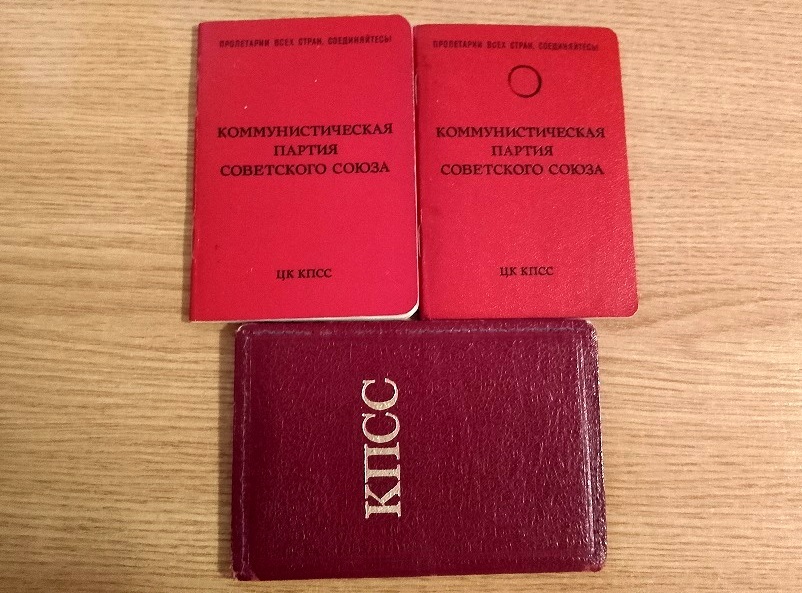 ПРОЛЕТАРИИ ВСЕХ СТРАН, СОЕДИНЯЙТЕСЬ!
КОММУНИСТИЧЕСКАЯ
ПАРТИЯ
СОВЕТСКОГО СОЮЗА
ЦК КПСС
ПРОЛЕТАРИИ ВСЕХ СТРАН, СОЕДИНЯЙТЕСЬ!
КОММУНИСТИЧЕСКАЯ
ПАРТИЯ
СОВЕТСКОГО СОЮЗА
ЦК КПСС
КПСС